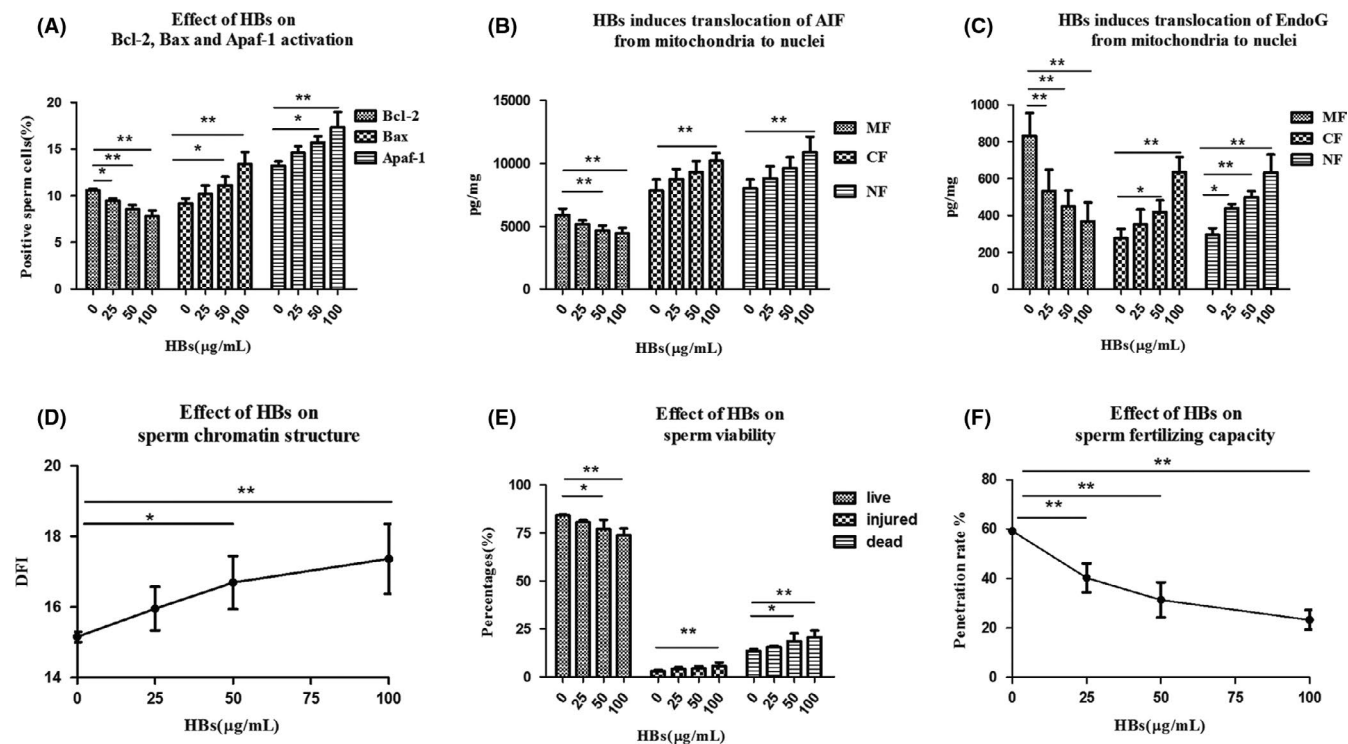 (A)
Effect of HBs on
Bcl-2, Bax and Apaf-1 activation
Positive sperm cells(%)
20
15
10
5
0
**
**
*
**
*
**
*
Bcl-2
Bax
Apaf-1
0 25 50 100 0 25 50 100 0 25 50 100
HBs(μg/mL)
(B)
HBs induces translocation of AIF
from mitochondria to nuclei
pg/mg
15000
10000
5000
0
**
**
**
**
MF
CF
NF
0 25 50 100 0 25 50 100 0 25 50 100
HBs(μg/mL)
(C)
HBs induces translocation of EndoG
from mitochondria to nuclei
pg/mg
1000
800
600
400
200
0
**
**
**
**
*
**
**
*
MF
CF
NF
0 25 50 100 0 25 50 100 0 25 50 100
HBs(μg/mL)
(D)
Effect of HBs on
sperm chromatin structure
DFI
20
18
16
14
**
*
0 25 50 75 100
HBs(μg/mL)
(E)
Effect of HBs on
sperm viability
Percentages(%)
100
75
50
25
0
**
*
**
**
*
live
injured
dead
0 25 50 100 0 25 50 100 0 25 50 100
HBs(μg/mL)
(F)
Effect of HBs on
sperm fertilizing capacity
Penetration rate %
80
60
40
20
0
**
**
**
0 25 50 75 100
HBs(μg/mL)